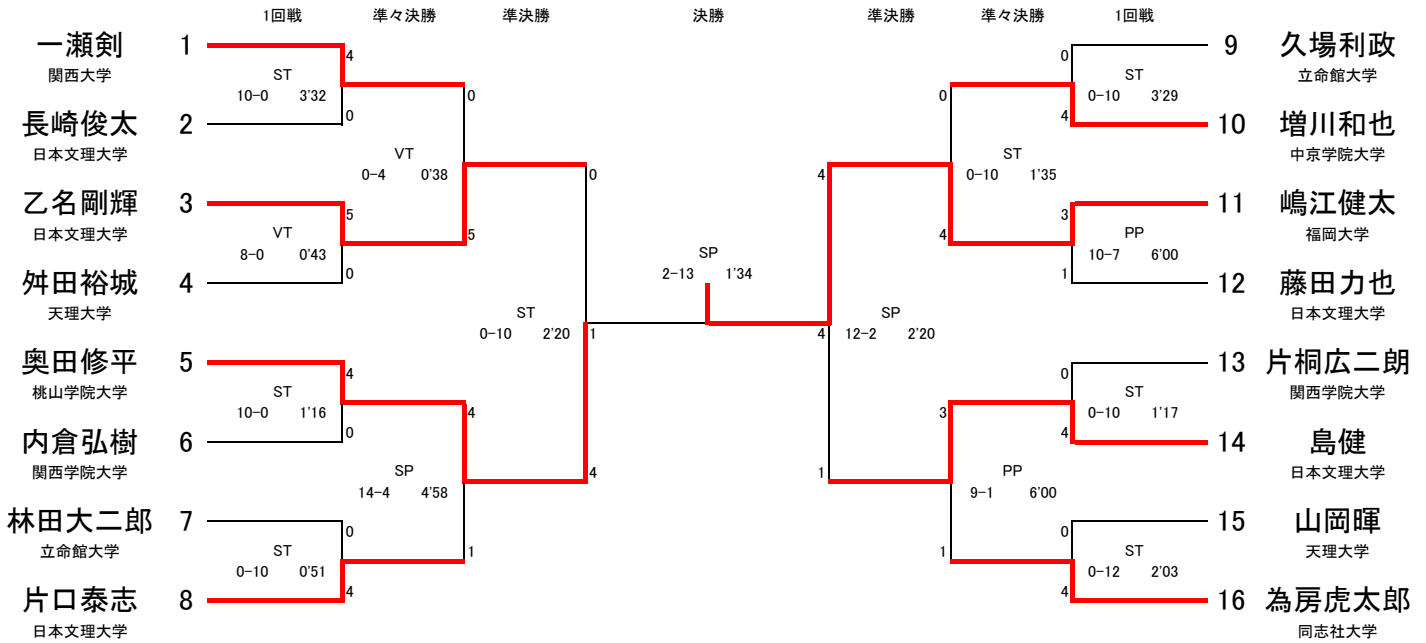 1回戦 準々決勝 準決勝 決勝 準決勝 準々決勝 1回戦
一瀬剣 1 4 0 9 久場利政
関西大学 ST ST 立命館大学
10-0 3'32 0 0 0-10 3'29
長崎俊太 2 0 4 10 増川和也
日本文理大学 VT ST 中京学院大学
0-4 0'38 0 4 0-10 1'35
乙名剛輝 3 5 3 11 嶋江健太
日本文理大学 VT 5 4 PP 福岡大学
8-0 0'43 SP 10-7 6'00
舛田裕城 4 0 2-13 1'34 1 12 藤田力也
天理大学 ST SP 日本文理大学
0-10 2'20 1 4 12-2 2'20
奥田修平 5 4 0 13 片桐広二朗
桃山学院大学 ST ST 関西学院大学
10-0 1'16 4 3 0-10 1'17
内倉弘樹 6 0 4 14 島健
関西学院大学 SP PP 日本文理大学
14-4 4'58 4 1 9-1 6'00
林田大二郎 7 0 0 15 山岡暉
立命館大学 ST 1 1 ST 天理大学
0-10 0'51 0-12 2'03
片口泰志 8 4 4 16 為房虎太郎
日本文理大学 同志社大学